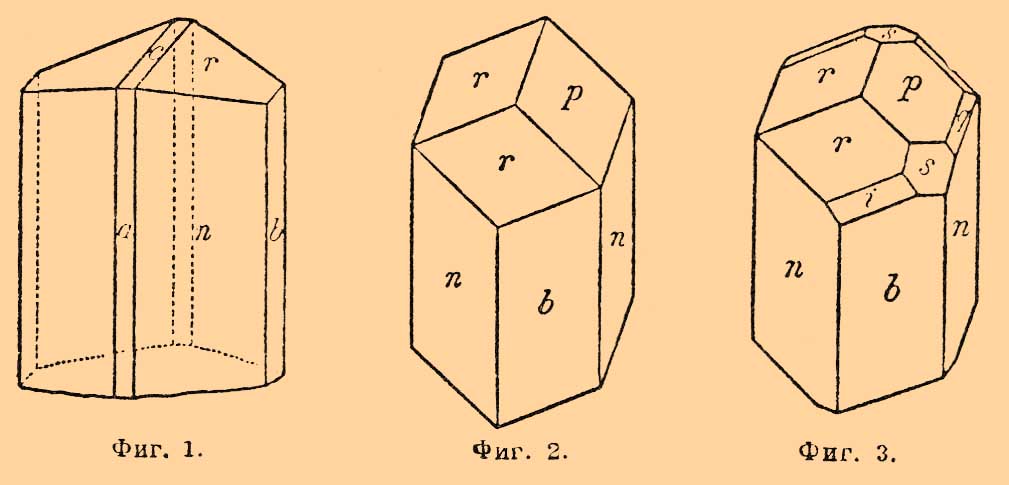 c r
a n b
Фиг. 1.
r p
r
n b n
Фиг. 2.
s
r p q
r s
i
n b n
Фиг. 3.